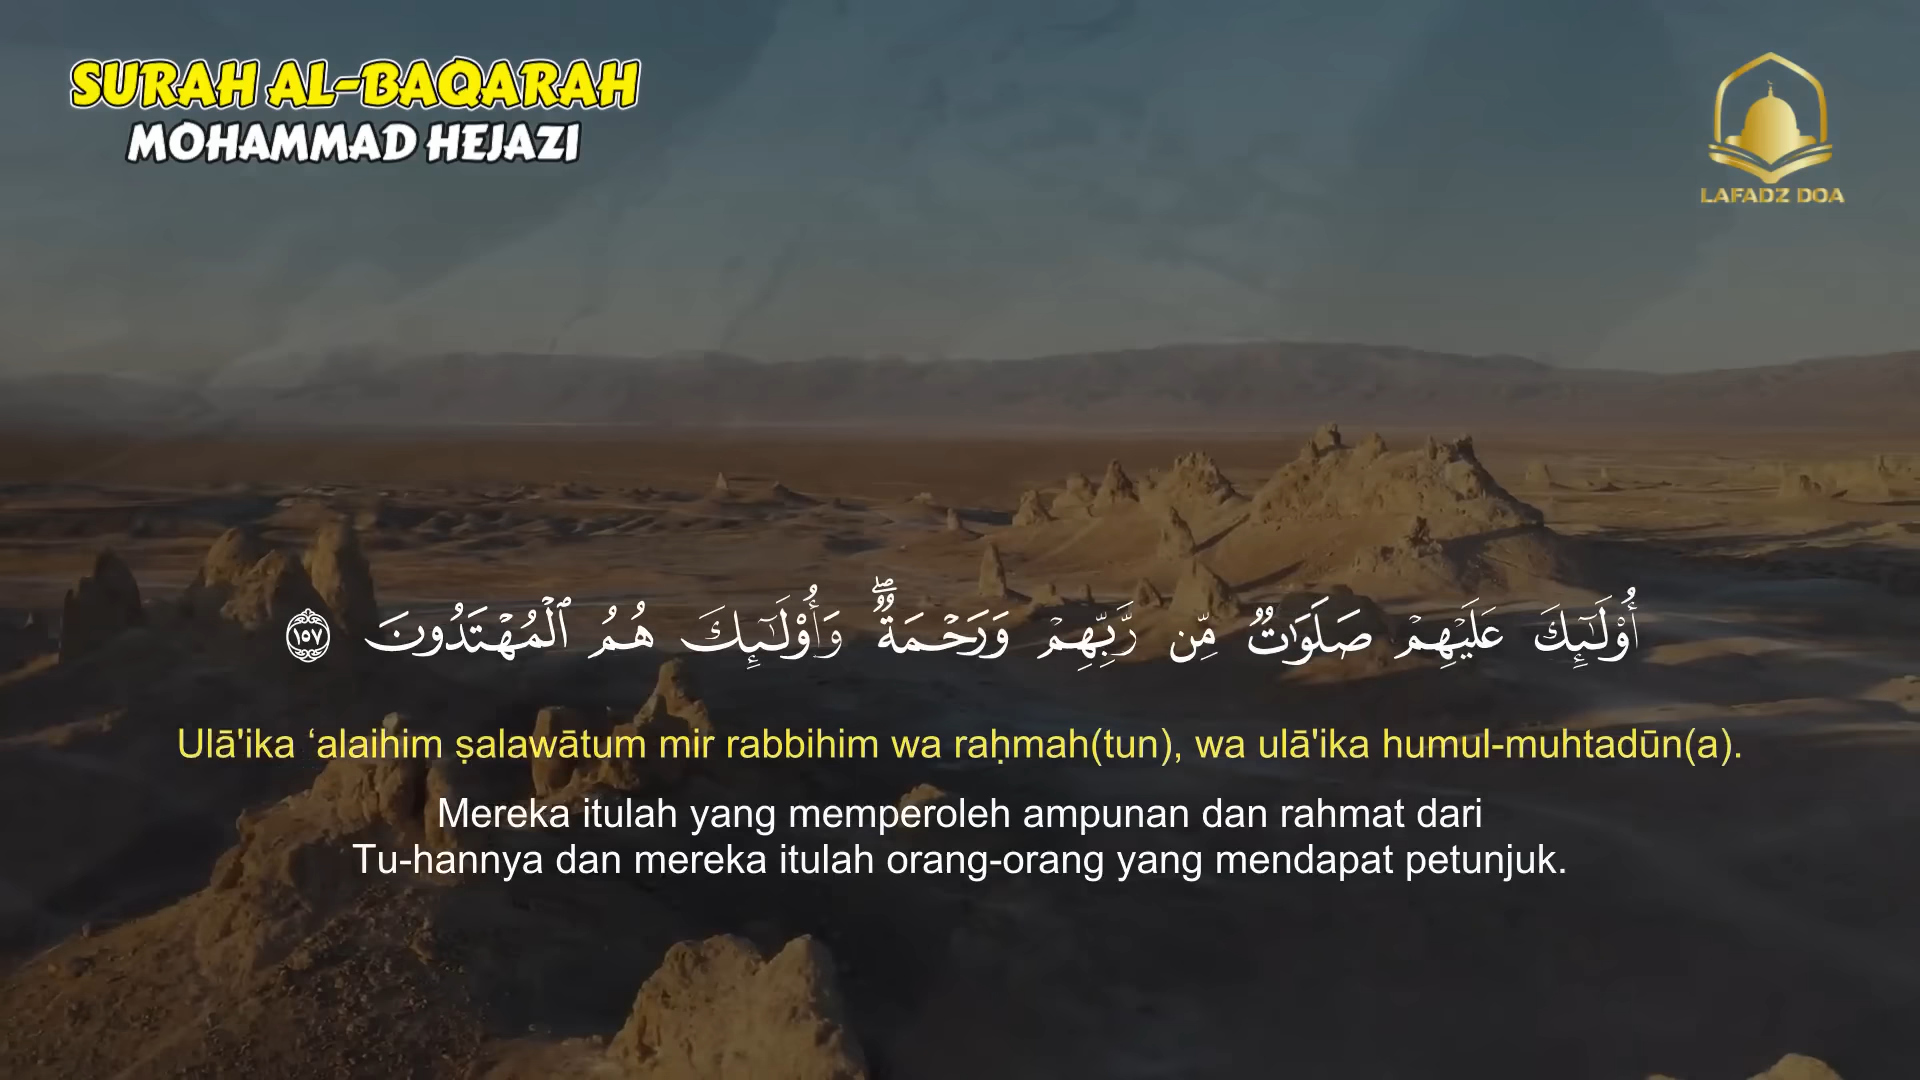 SURAH AL-BAQARAH
MOHAMMAD HEJAZI
LAFADZ DOA
أُو۟لَـٰٓئِكَ عَلَيْهِمْ صَلَوَٰتٌۭ مِّن رَّبِّهِمْ وَرَحْمَةٌۭ ۖ وَأُو۟لَـٰٓئِكَ هُمُ ٱلْمُهْتَدُونَ ١٥٧
Ulā'ika ‘alaihim ṣalawātum mir rabbihim wa raḥmah(tun), wa ulā'ika humul-muhtadūn(a).
Mereka itulah yang memperoleh ampunan dan rahmat dari
Tu-hannya dan mereka itulah orang-orang yang mendapat petunjuk.